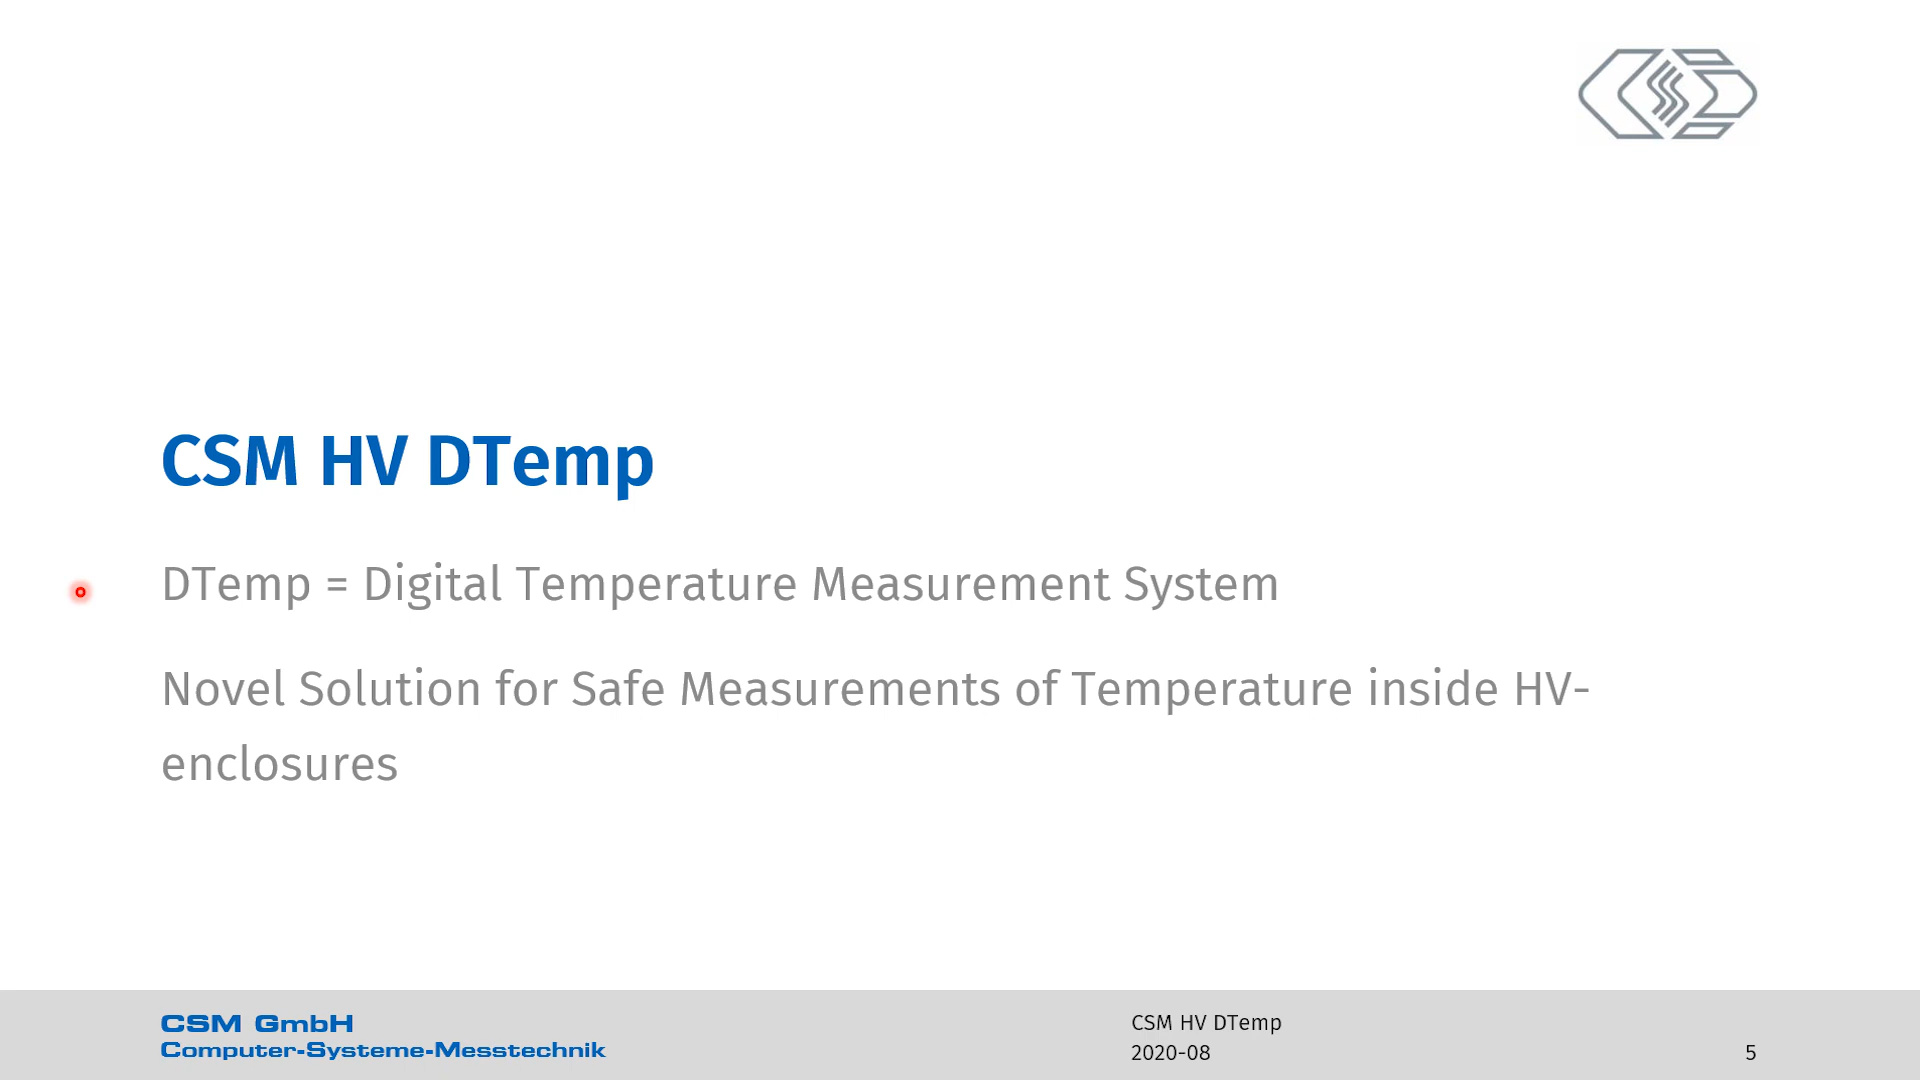 CSM HV DTemp
DTemp = Digital Temperature Measurement System
Novel Solution for Safe Measurements of Temperature inside HV-
enclosures
CSM GmbH
Computer-Systeme-Messtechnik
CSM HV DTemp
2020-08
5